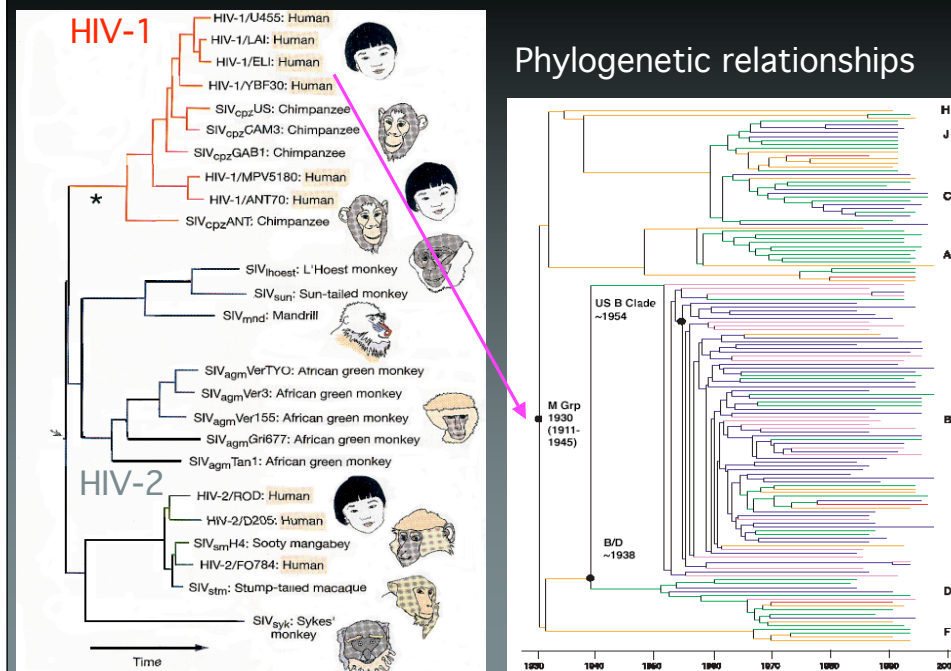 HIV-1
HIV-1/U455: Human
HIV-1/LAI: Human
HIV-1/ELI: Human
HIV-1/YBF30: Human
SIVcpzUS: Chimpanzee
SIVcpzCAM3: Chimpanzee
SIVcpzGAB1: Chimpanzee
HIV-1/MPV5180: Human
HIV-1/ANT70: Human
*
SIVcpzANT: Chimpanzee
SIVlhoest: L'Hoest monkey
SIVsun: Sun-tailed monkey
SIVmnd: Mandrill
SIVagmVerTYO: African green monkey
SIVagmVer3: African green monkey
SIVagmVer155: African green monkey
SIVagmGri677: African green monkey
SIVagmTan1: African green monkey
HIV-2
HIV-2/ROD: Human
HIV-2/D205: Human
SIVsmH4: Sooty mangabey
HIV-2/FO784: Human
SIVstm: Stump-tailed macaque
SIVsyk: Sykes'
monkey
Time
Phylogenetic relationships
H
J
C
A
US B Clade
~1954
M Grp
1930
(1911-
1945)
B
B/D
~1938
D
F
1930 1940 1950 1960 1970 1980 1990